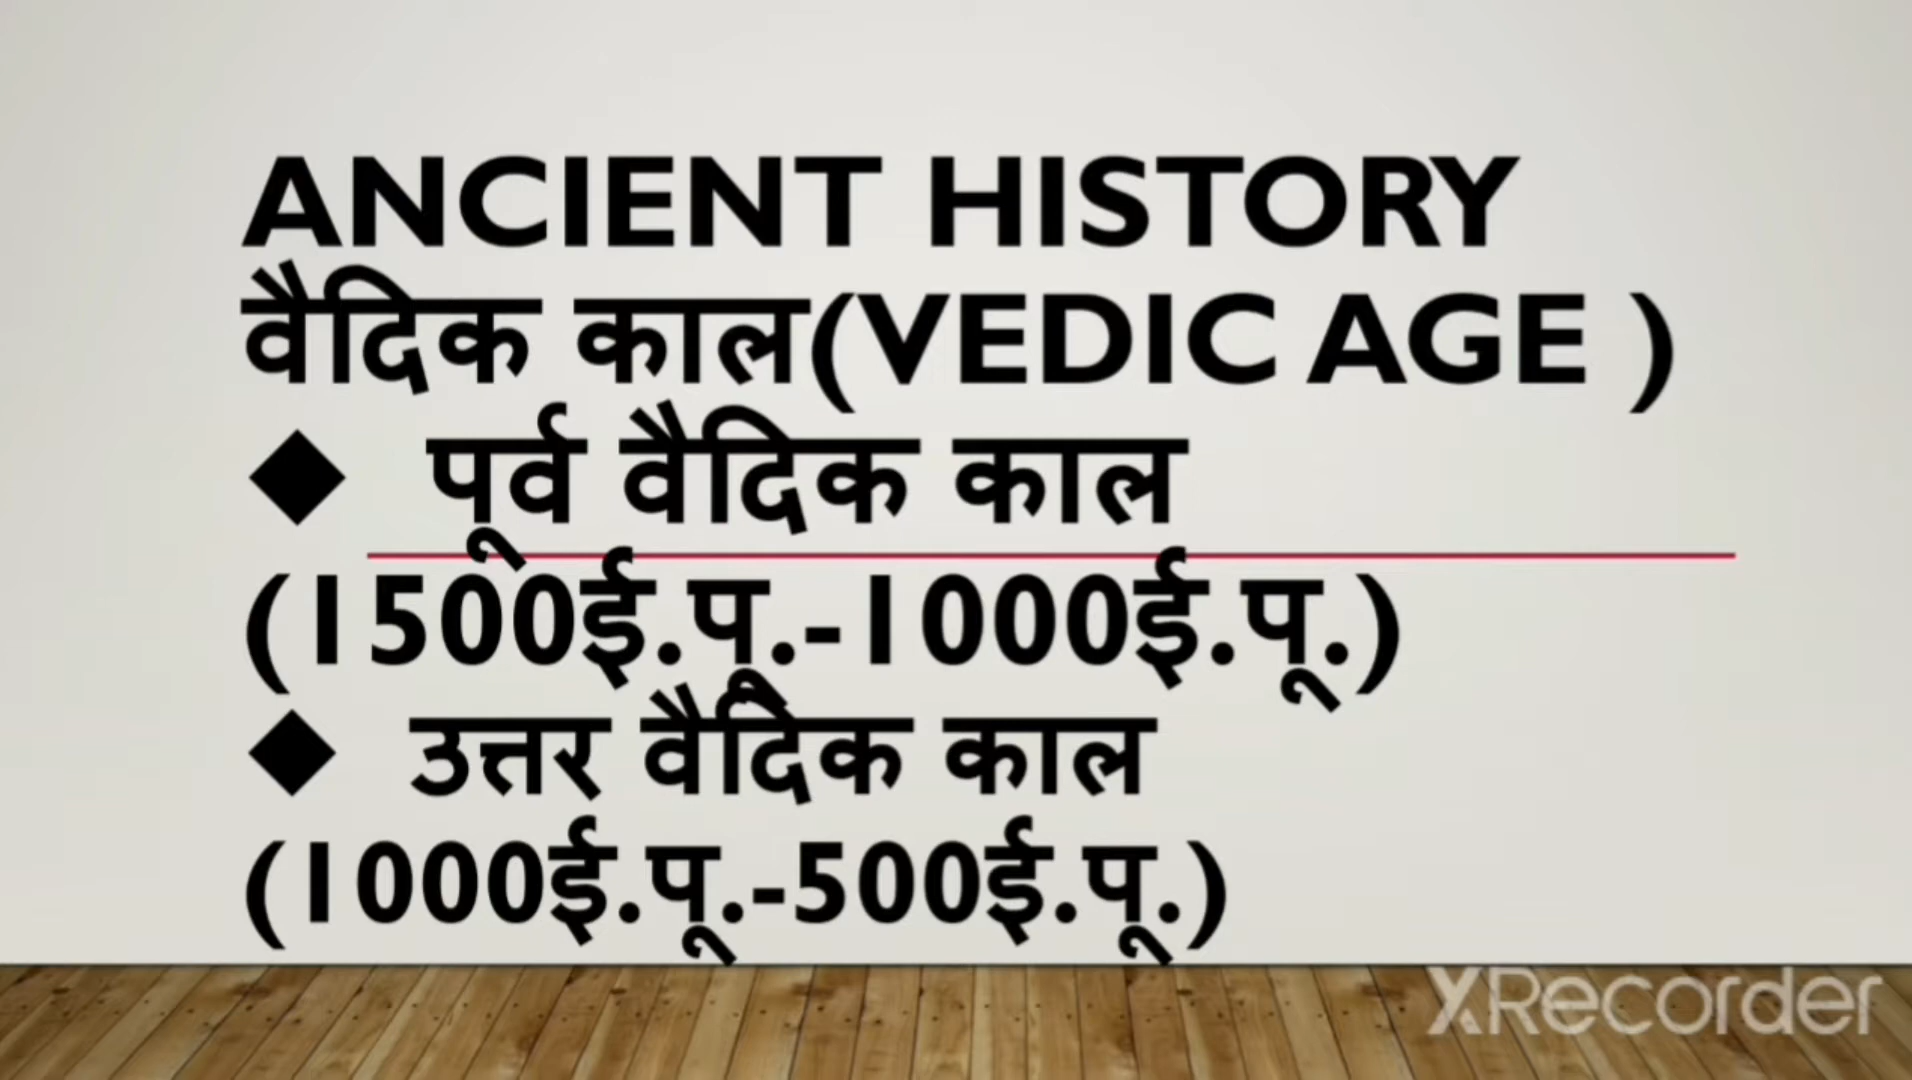 ANCIENT HISTORY
वैदिक काल(VEDIC AGE )
◆ पूर्व वैदिक काल
(1500ई.पू.-1000ई.पू.)
◆ उत्तर वैदिक काल
(1000ई.पू.-500ई.पू.)
XRecorder